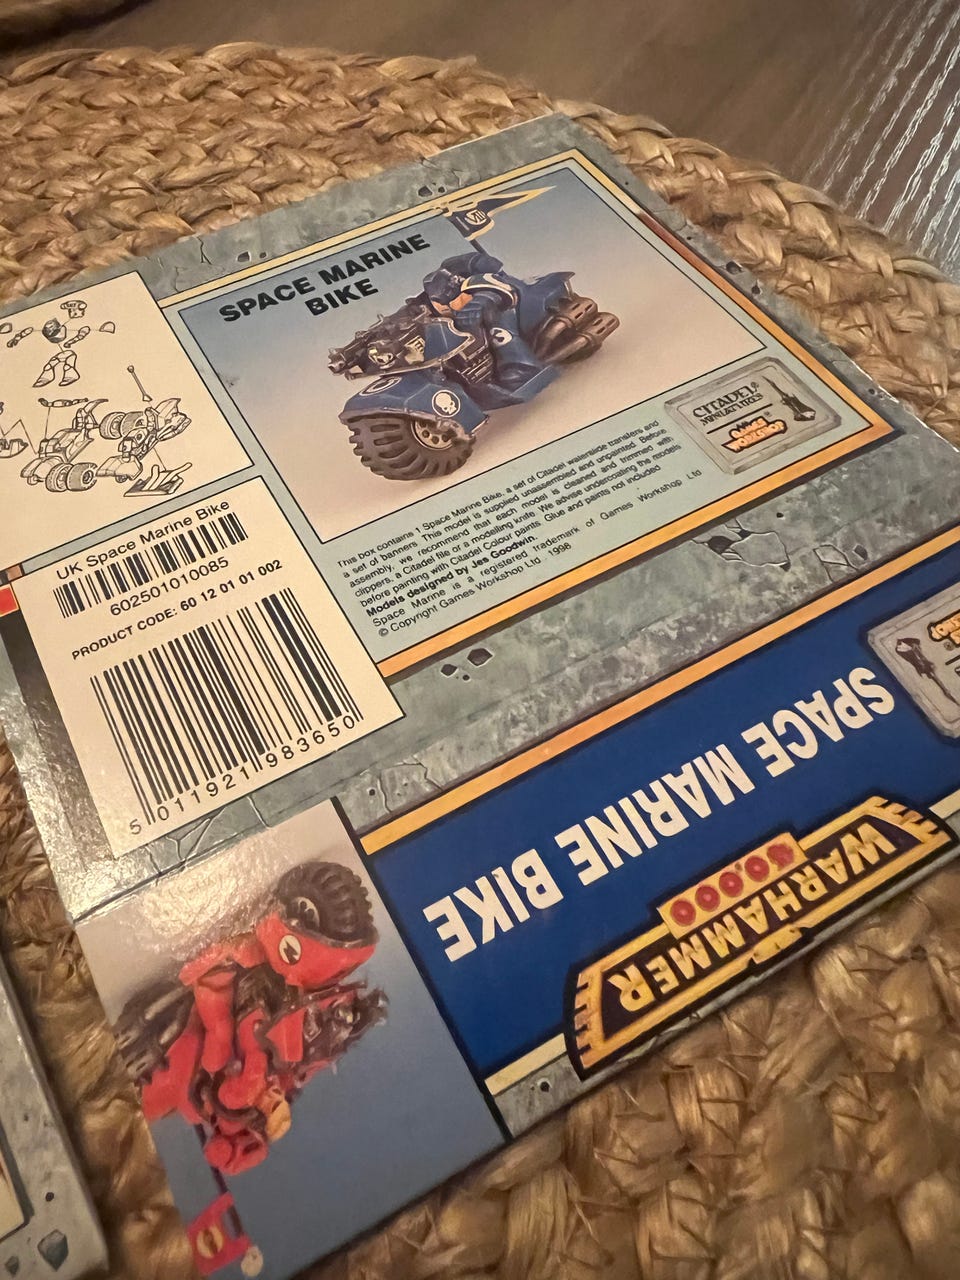 SPACE MARINE
BIKE
VII
CITADEL®
MINIATURES
GAMES
WORKSHOP
This box contains 1 Space Marine Bike, a set of Citadel waterslide transfers and
a set of banners. This model is supplied unassembled and unpainted. Before
assembly, we recommend that each model is cleaned and trimmed with
clippers, a Citadel file or a modelling knife. We advise undercoating the models
before painting with Citadel Colour paints. Glue and paints not included
Models designed by Jes Goodwin.
Space Marine is a registered trademark of Games Workshop Ltd
© Copyright Games Workshop Ltd 1998
UK Space Marine Bike
602501010085
PRODUCT CODE: 60 12 01 01 002
5 011921 983650
SPACE MARINE BIKE
WARHAMMER
40,000